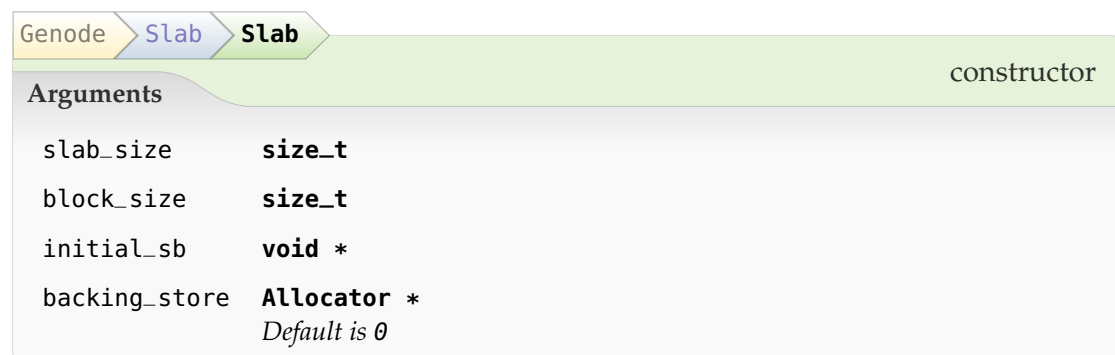 Genode Slab Slab
constructor
Arguments
slab_size size_t
block_size size_t
initial_sb void *
backing_store Allocator *
Default is 0